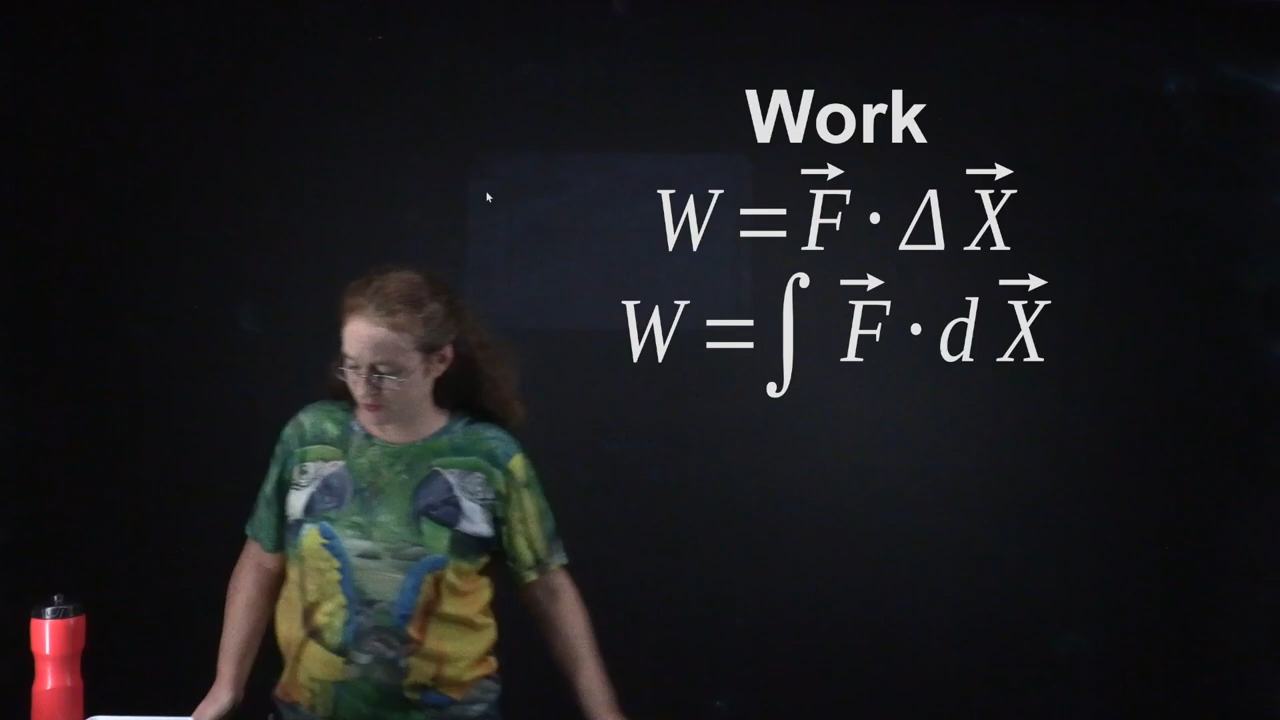 Work
W = F⃗ · Δ X⃗
W = ∫ F⃗ · d X⃗